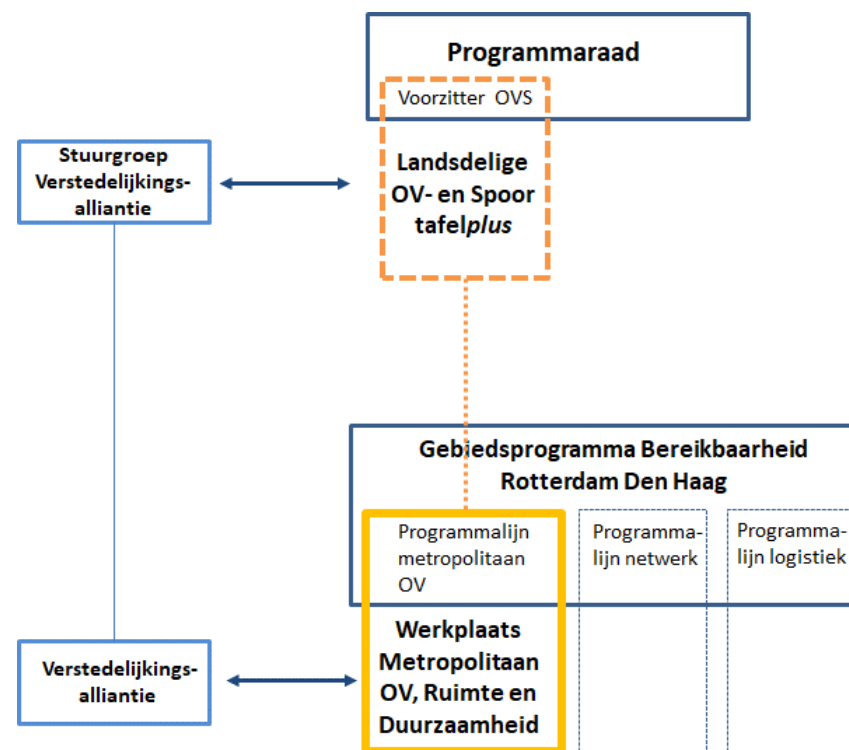 Programmaraad
Voorzitter OVS
Stuurgroep
Verstedelijkings-
alliantie
Landsdelige
OV- en Spoor
tafelplus
Gebiedsprogramma Bereikbaarheid
Rotterdam Den Haag
Programmalijn
metropolitaan
OV
Programma-
lijn netwerk
Programma-
lijn logistiek
Verstedelijkings-
alliantie
Werkplaats
Metropolitaan
OV, Ruimte en
Duurzaamheid